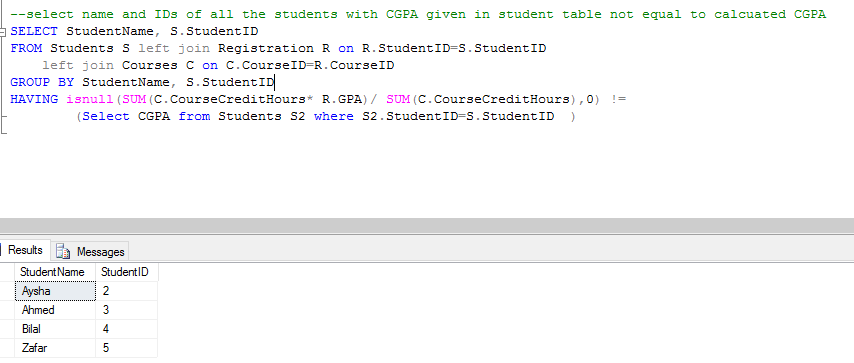 --select name and IDs of all the students with CGPA given in student table not equal to calcuated CGPA
SELECT StudentName, S.StudentID
FROM Students S left join Registration R on R.StudentID=S.StudentID
left join Courses C on C.CourseID=R.CourseID
GROUP BY StudentName, S.StudentID
HAVING isnull(SUM(C.CourseCreditHours* R.GPA)/ SUM(C.CourseCreditHours),0) !=
(Select CGPA from Students S2 where S2.StudentID=S.StudentID )
Results Messages
StudentName StudentID
Aysha 2
Ahmed 3
Bilal 4
Zafar 5